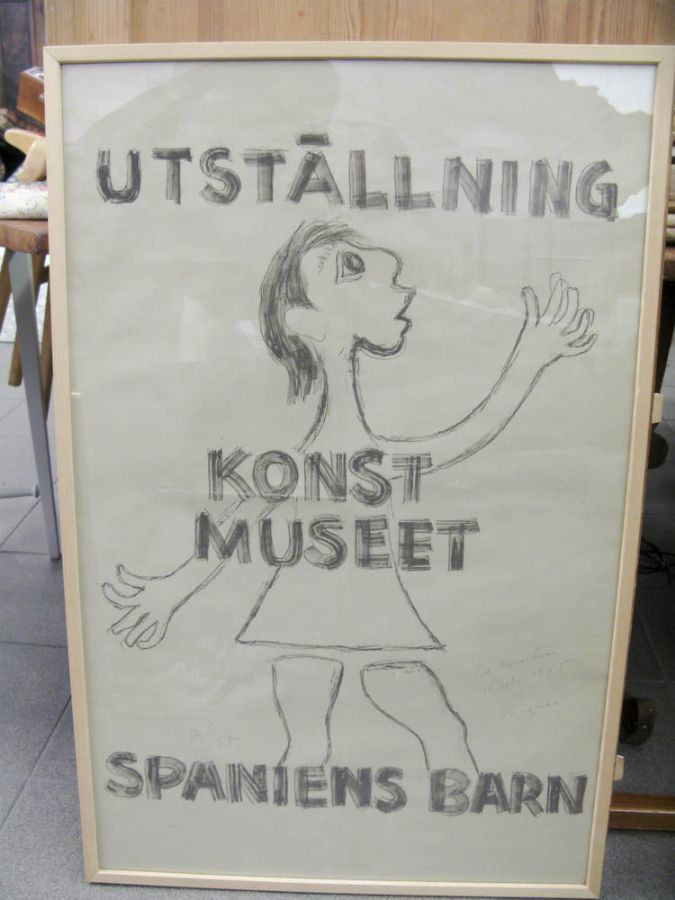 UTSTÄLLNING
KONST
MUSEET
SPANIENS BARN